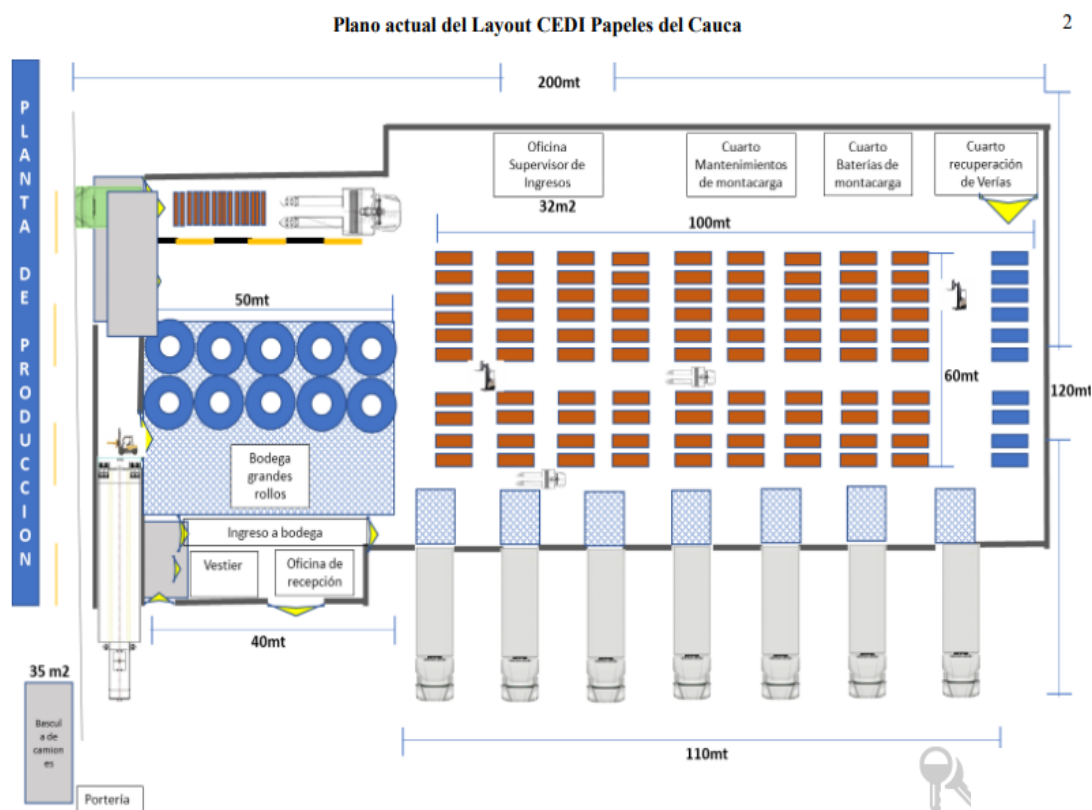 Plano actual del Layout CEDI Papeles del Cauca
2
PLANTA DE PRODUCCION
200mt
Oficina
Supervisor de
Ingresos
32m2
Cuarto
Mantenimientos
de montacarga
Cuarto
Baterías de
montacarga
Cuarto
recuperación
de Verías
100mt
50mt
60mt
120mt
Bodega
grandes
rollos
Ingreso a bodega
Vestier
Oficina de
recepción
40mt
35 m2
Bascul
a de
camion
es
110mt
Portería